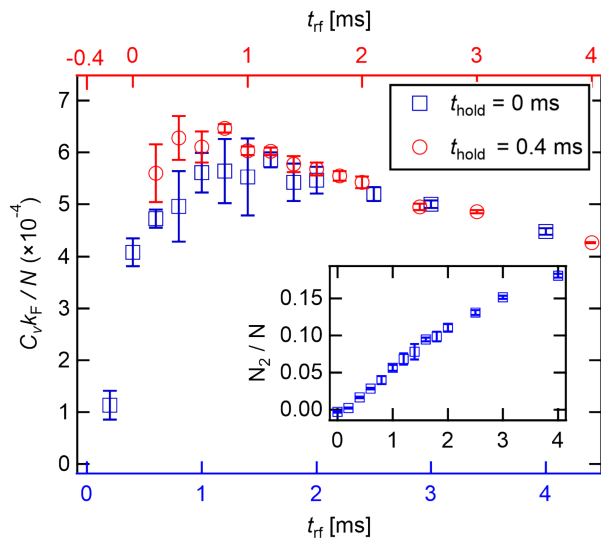 t_rf [ms]
-0.4 0 1 2 3 4
t_hold = 0 ms
t_hold = 0.4 ms
7
6
5
4
3
2
1
0
C_v k_F / N (×10^-4)
0.15
0.10
0.05
0.00
N_2 / N
0 1 2 3 4
0 1 2 3 4
t_rf [ms]